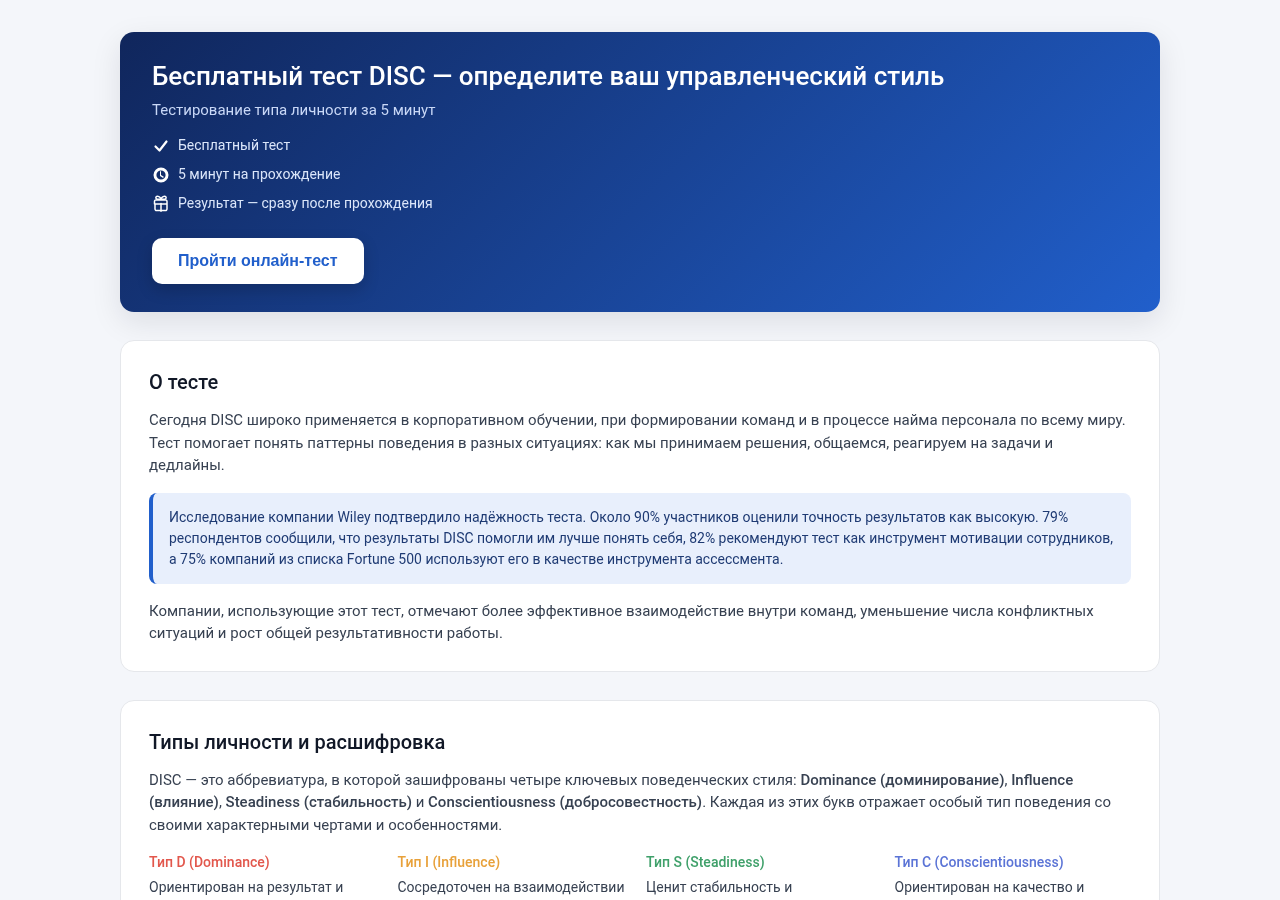 Бесплатный тест DISC — определите ваш управленческий стиль
Тестирование типа личности за 5 минут
Бесплатный тест
5 минут на прохождение
Результат — сразу после прохождения
Пройти онлайн-тест
О тесте
Сегодня DISC широко применяется в корпоративном обучении, при формировании команд и в процессе найма персонала по всему миру.
Тест помогает понять паттерны поведения в разных ситуациях: как мы принимаем решения, общаемся, реагируем на задачи и
дедлайны.
Исследование компании Wiley подтвердило надёжность теста. Около 90% участников оценили точность результатов как высокую. 79%
респондентов сообщили, что результаты DISC помогли им лучше понять себя, 82% рекомендуют тест как инструмент мотивации сотрудников,
а 75% компаний из списка Fortune 500 используют его в качестве инструмента ассессмента.
Компании, использующие этот тест, отмечают более эффективное взаимодействие внутри команд, уменьшение числа конфликтных
ситуаций и рост общей результативности работы.
Типы личности и расшифровка
DISC — это аббревиатура, в которой зашифрованы четыре ключевых поведенческих стиля: Dominance (доминирование), Influence
(влияние), Steadiness (стабильность) и Conscientiousness (добросовестность). Каждая из этих букв отражает особый тип поведения со
своими характерными чертами и особенностями.
Тип D (Dominance)
Ориентирован на результат и
Тип I (Influence)
Сосредоточен на взаимодействии
Тип S (Steadiness)
Ценит стабильность и
Тип C (Conscientiousness)
Ориентирован на качество и